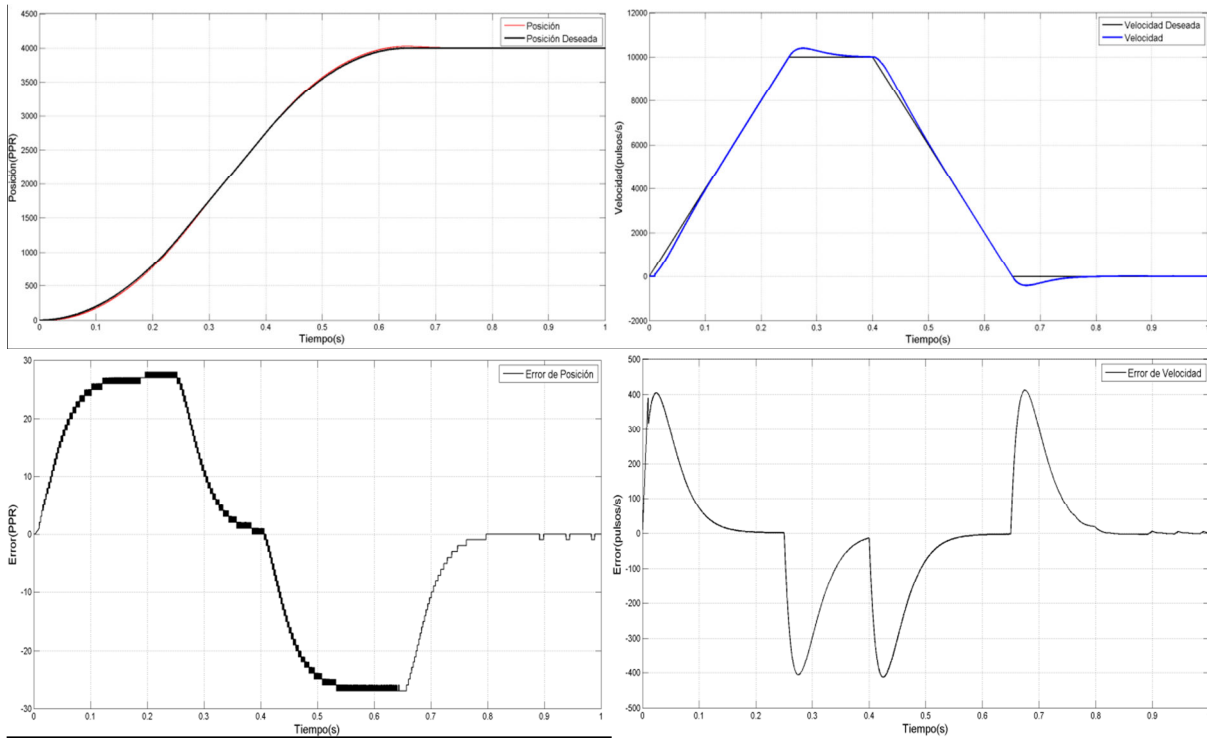 4500
4000
3500
3000
2500
2000
1500
1000
500
0
Posición(PPR)
Posición
Posición Deseada
0 0.1 0.2 0.3 0.4 0.5 0.6 0.7 0.8 0.9 1
Tiempo(s)
12000
10000
8000
6000
4000
2000
0
-2000
Velocidad(pulsos/s)
Velocidad Deseada
Velocidad
0 0.1 0.2 0.3 0.4 0.5 0.6 0.7 0.8 0.9
Tiempo(s)
30
20
10
0
-10
-20
-30
Error(PPR)
Error de Posición
0 0.1 0.2 0.3 0.4 0.5 0.6 0.7 0.8 0.9 1
Tiempo(s)
500
400
300
200
100
0
-100
-200
-300
-400
-500
Error(pulsos/s)
Error de Velocidad
0 0.1 0.2 0.3 0.4 0.5 0.6 0.7 0.8 0.9
Tiempo(s)